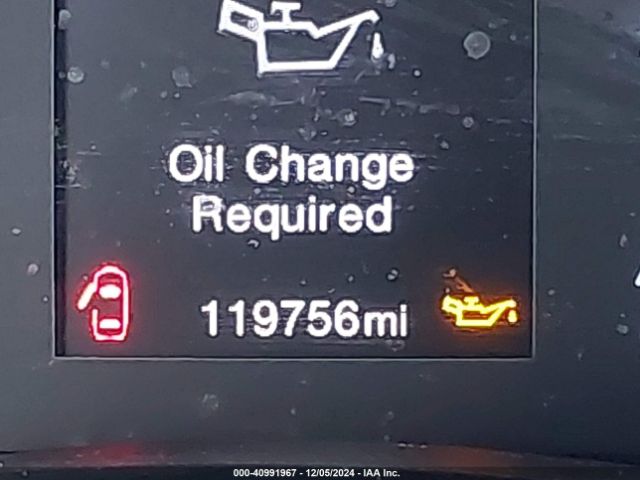 Oil Change
Required
119756mi
000-40991967 - 12/05/2024 - IAA Inc.